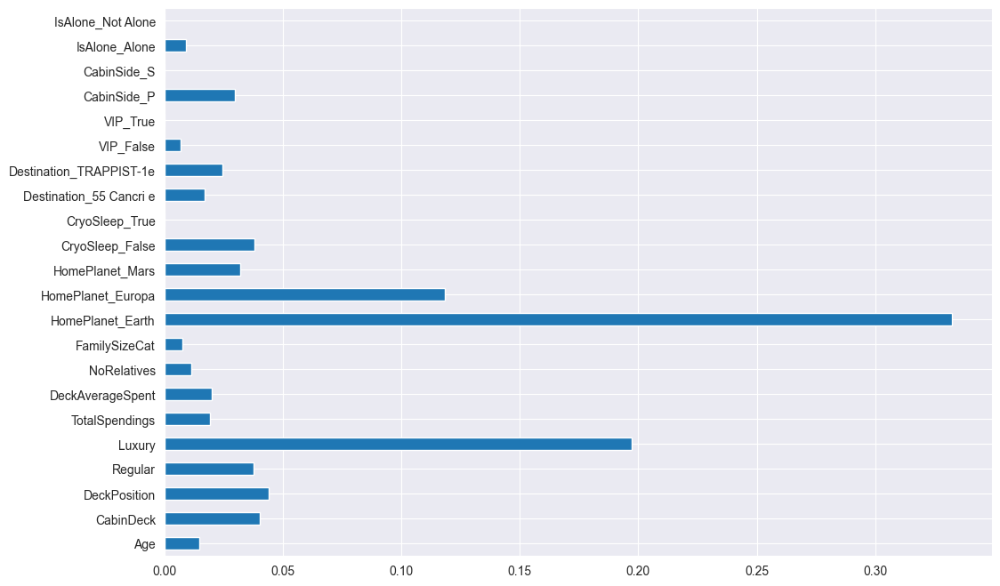 IsAlone_Not Alone
IsAlone_Alone
CabinSide_S
CabinSide_P
VIP_True
VIP_False
Destination_TRAPPIST-1e
Destination_55 Cancri e
CryoSleep_True
CryoSleep_False
HomePlanet_Mars
HomePlanet_Europa
HomePlanet_Earth
FamilySizeCat
NoRelatives
DeckAverageSpent
TotalSpendings
Luxury
Regular
DeckPosition
CabinDeck
Age
0.00 0.05 0.10 0.15 0.20 0.25 0.30